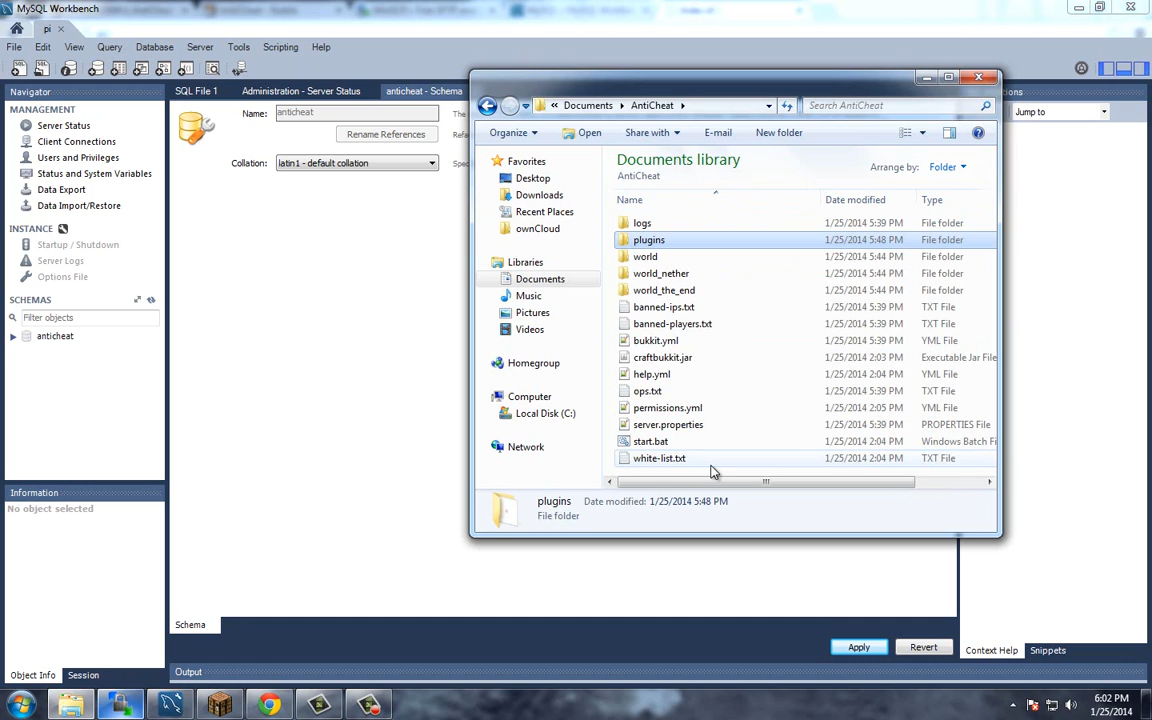 MySQL Workbench
pi
File Edit View Query Database Server Tools Scripting Help
Navigator
MANAGEMENT
Server Status
Client Connections
Users and Privileges
Status and System Variables
Data Export
Data Import/Restore
INSTANCE
Startup / Shutdown
Server Logs
Options File
SCHEMAS
Filter objects
anticheat
Information
No object selected
Object Info Session
SQL File 1 Administration - Server Status anticheat - Schema
Name: anticheat
Rename References
Collation: latin1 - default collation
Schema
Apply Revert
Output
Jump to
Context Help Snippets
« Documents AntiCheat
Search AntiCheat
Organize Open Share with E-mail New folder
Favorites
Desktop
Downloads
Recent Places
ownCloud
Libraries
Documents
Music
Pictures
Videos
Homegroup
Computer
Local Disk (C:)
Network
Documents library
AntiCheat
Arrange by: Folder
Name Date modified Type
logs 1/25/2014 5:39 PM File folder
plugins 1/25/2014 5:48 PM File folder
world 1/25/2014 5:44 PM File folder
world_nether 1/25/2014 5:44 PM File folder
world_the_end 1/25/2014 5:44 PM File folder
banned-ips.txt 1/25/2014 5:39 PM TXT File
banned-players.txt 1/25/2014 5:39 PM TXT File
bukkit.yml 1/25/2014 5:39 PM YML File
craftbukkit.jar 1/25/2014 2:03 PM Executable Jar File
help.yml 1/25/2014 2:04 PM YML File
ops.txt 1/25/2014 5:39 PM TXT File
permissions.yml 1/25/2014 2:05 PM YML File
server.properties 1/25/2014 5:39 PM PROPERTIES File
start.bat 1/25/2014 2:04 PM Windows Batch Fi
white-list.txt 1/25/2014 2:04 PM TXT File
plugins Date modified: 1/25/2014 5:48 PM
File folder
6:02 PM
1/25/2014